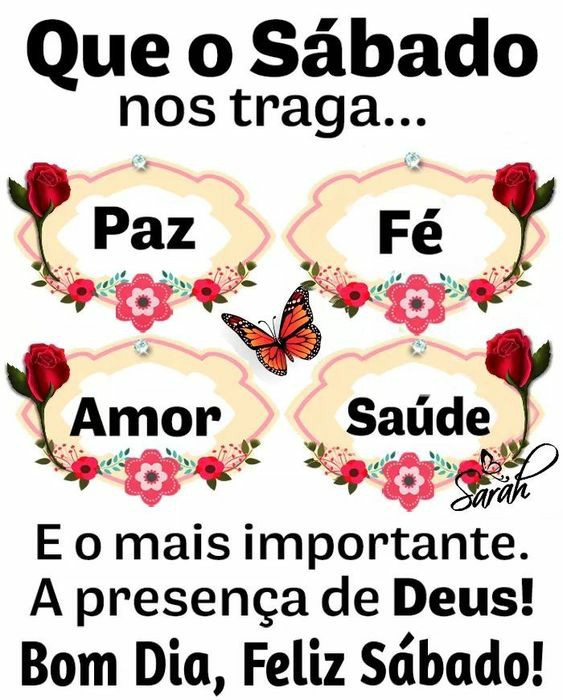 Que o Sábado
nos traga...
Paz
Fé
Amor
Saúde
Sarah
E o mais importante.
A presença de Deus!
Bom Dia, Feliz Sábado!